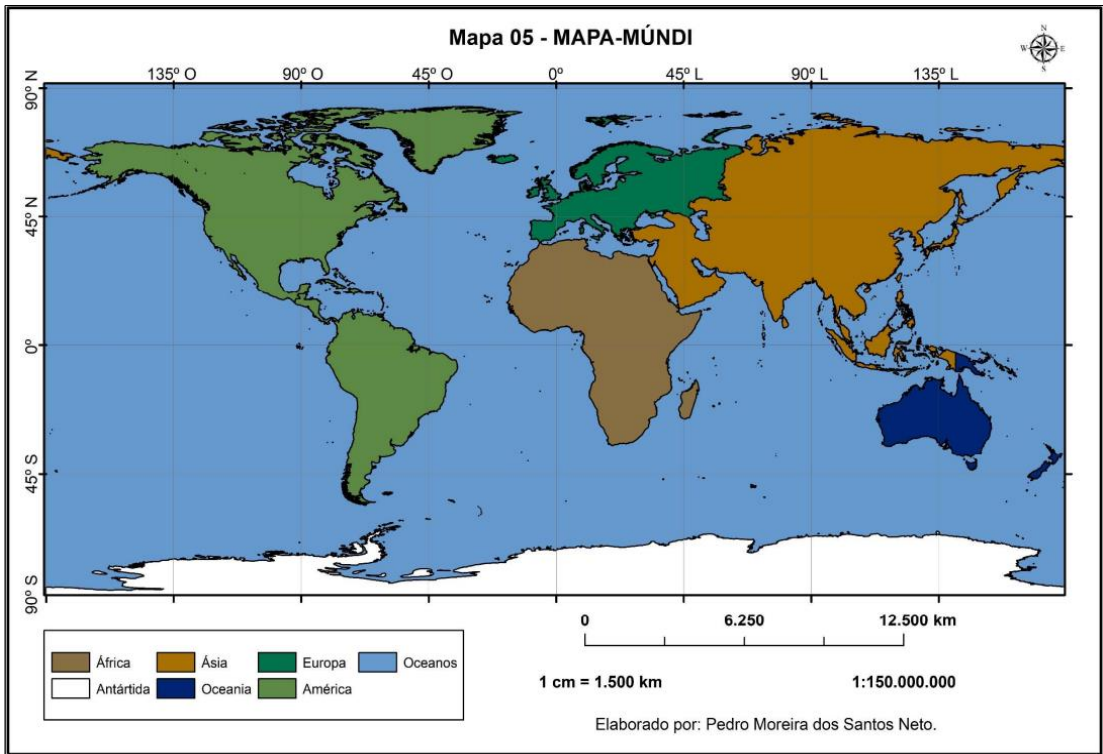 Mapa 05 - MAPA-MÚNDI
N
W E
S
135º O 90º O 45º O 0º 45º L 90º L 135º L
90º N
45º N
0º
45º S
90º S
0 6.250 12.500 km
África Ásia Europa Oceanos
Antártida Oceania América
1 cm = 1.500 km 1:150.000.000
Elaborado por: Pedro Moreira dos Santos Neto.